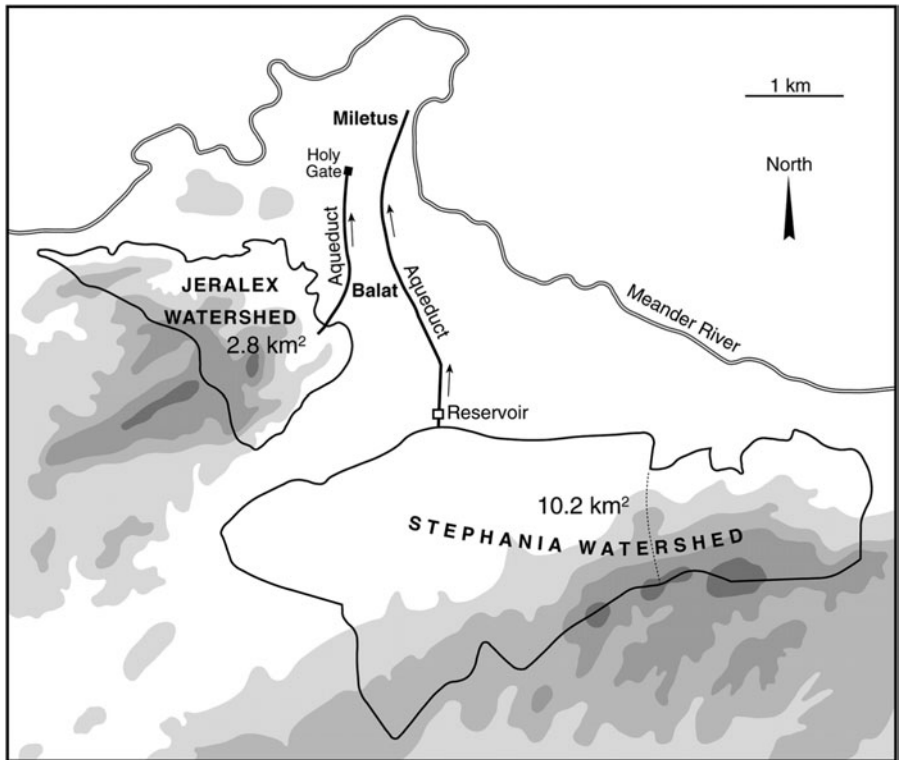 1 km
Miletus
North
Holy
Gate
Aqueduct
JERALEX
WATERSHED
2.8 km²
Balat
Aqueduct
Meander River
Reservoir
10.2 km²
STEPHANIA WATERSHED